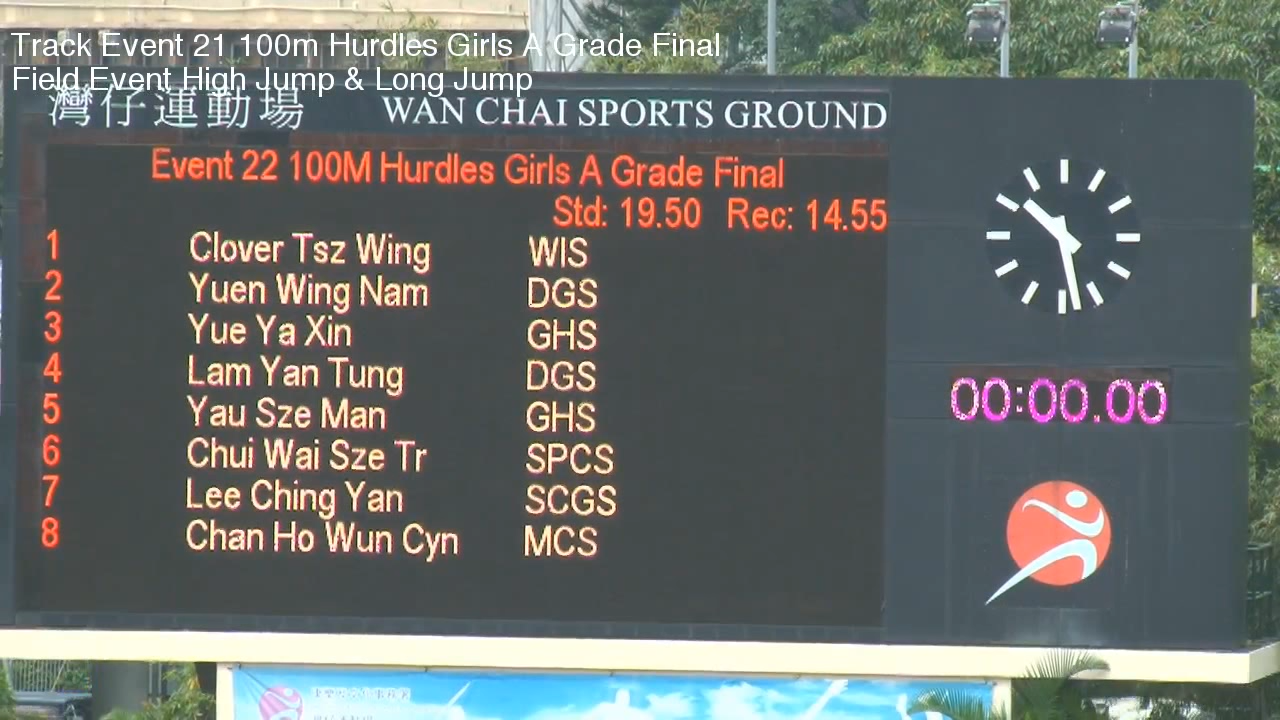 Track Event 21 100m Hurdles Girls A Grade Final
Field Event High Jump & Long Jump
灣仔運動場 WAN CHAI SPORTS GROUND
Event 22 100M Hurdles Girls A Grade Final
Std: 19.50 Rec: 14.55
1 Clover Tsz Wing WIS
2 Yuen Wing Nam DGS
3 Yue Ya Xin GHS
4 Lam Yan Tung DGS
5 Yau Sze Man GHS
6 Chui Wai Sze Tr SPCS
7 Lee Ching Yan SCGS
8 Chan Ho Wun Cyn MCS
00:00.00